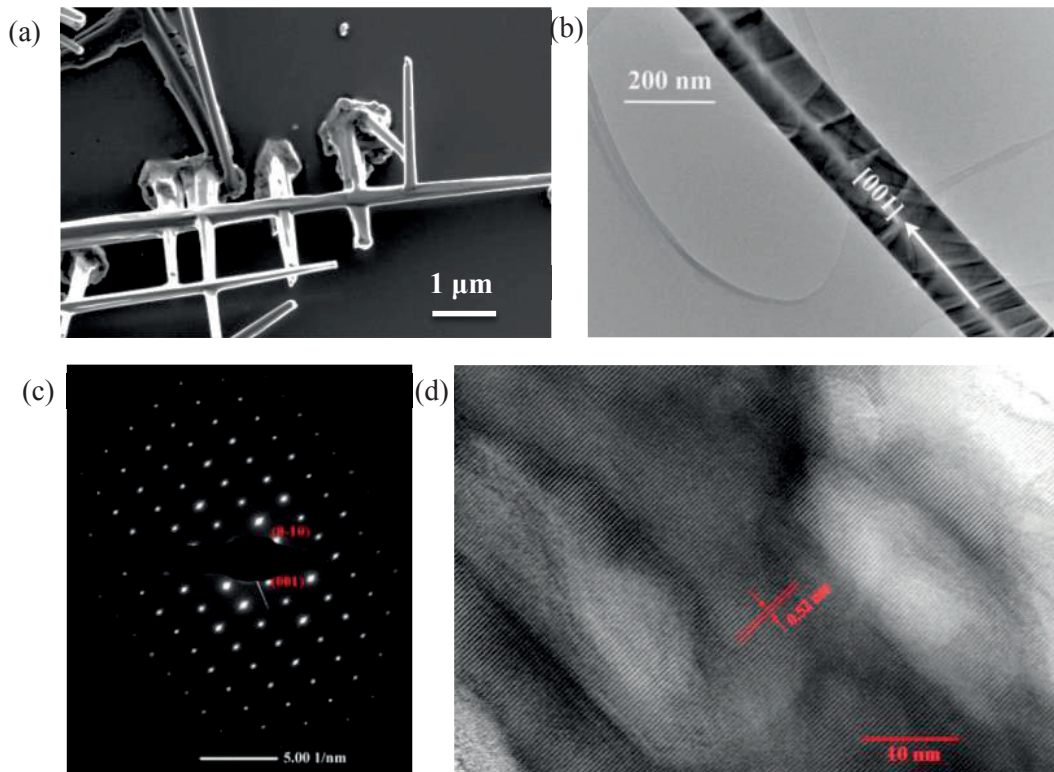 (a)
1 μm
(b)
200 nm
[001]
(c)
(0-10)
(001)
5.00 1/nm
(d)
0.52 nm
10 nm